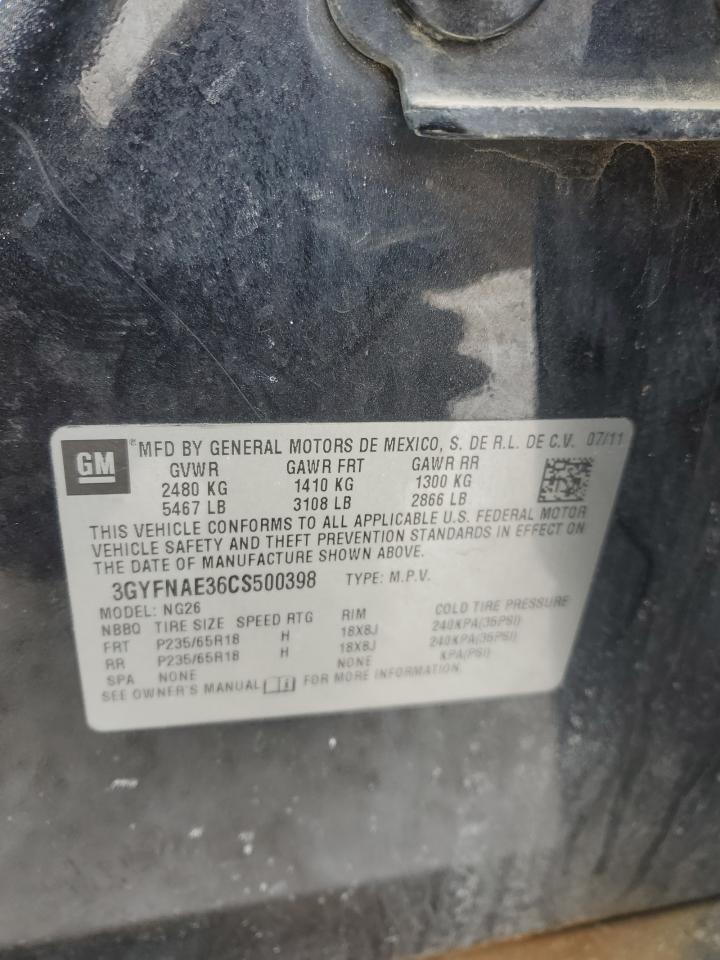 GM ® MFD BY GENERAL MOTORS DE MEXICO, S. DE R.L. DE C.V. 07/11
GVWR GAWR FRT GAWR RR
2480 KG 1410 KG 1300 KG
5467 LB 3108 LB 2866 LB
THIS VEHICLE CONFORMS TO ALL APPLICABLE U.S. FEDERAL MOTOR
VEHICLE SAFETY AND THEFT PREVENTION STANDARDS IN EFFECT ON
THE DATE OF MANUFACTURE SHOWN ABOVE.
3GYFNAE36CS500398 TYPE: M.P.V.
MODEL: NG26
NBBQ TIRE SIZE SPEED RTG RIM COLD TIRE PRESSURE
FRT P235/65R18 H 18X8J 240KPA(35PSI)
RR P235/65R18 H 18X8J 240KPA(35PSI)
SPA NONE NONE KPA(PSI)
SEE OWNER'S MANUAL FOR MORE INFORMATION.